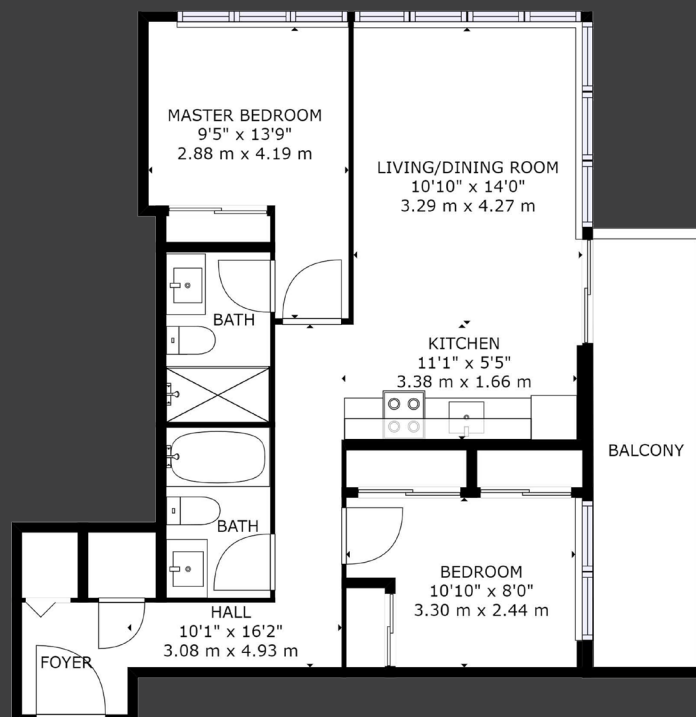 MASTER BEDROOM
9'5" x 13'9"
2.88 m x 4.19 m
LIVING/DINING ROOM
10'10" x 14'0"
3.29 m x 4.27 m
BATH
KITCHEN
11'1" x 5'5"
3.38 m x 1.66 m
BALCONY
BATH
BEDROOM
10'10" x 8'0"
3.30 m x 2.44 m
HALL
10'1" x 16'2"
3.08 m x 4.93 m
FOYER